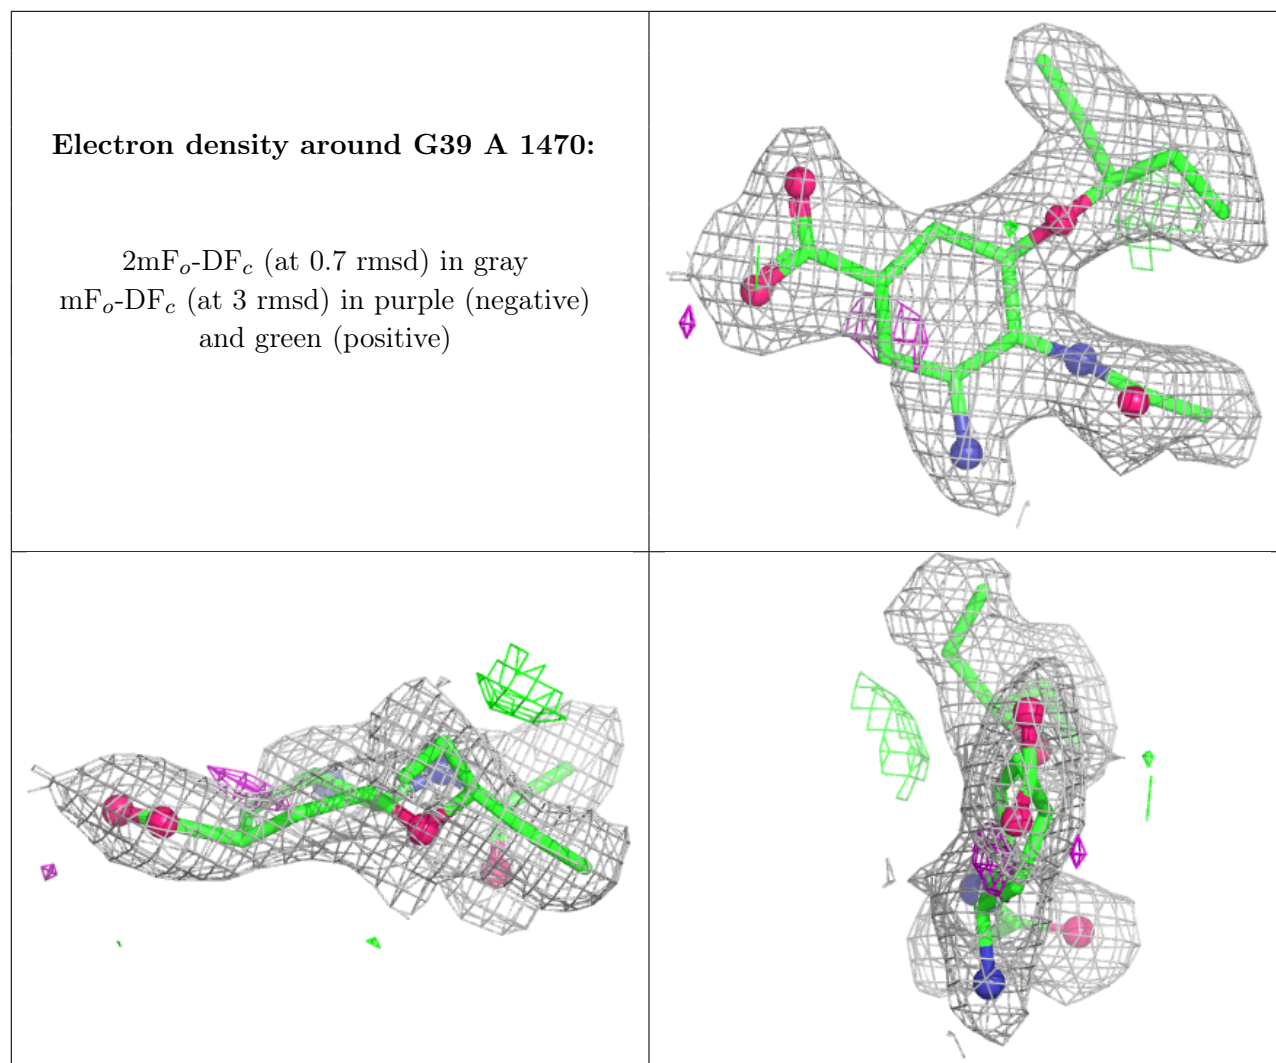 Electron density around G39 A 1470:
2mFₒ-DF𝒸 (at 0.7 rmsd) in gray
mFₒ-DF𝒸 (at 3 rmsd) in purple (negative)
and green (positive)